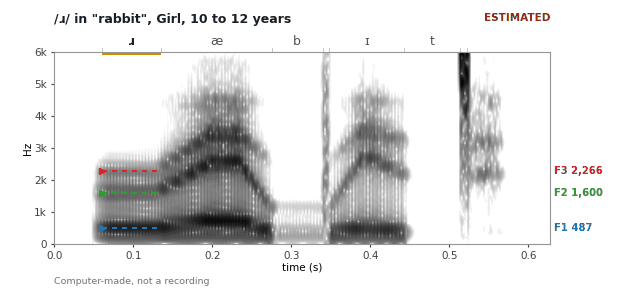 /ɹ/ in "rabbit", Girl, 10 to 12 years
ESTIMATED
ɹ æ b ɪ t
6k
5k
4k
3k
2k
1k
0
Hz
F3 2,266
F2 1,600
F1 487
0.0 0.1 0.2 0.3 0.4 0.5 0.6
time (s)
Computer-made, not a recording